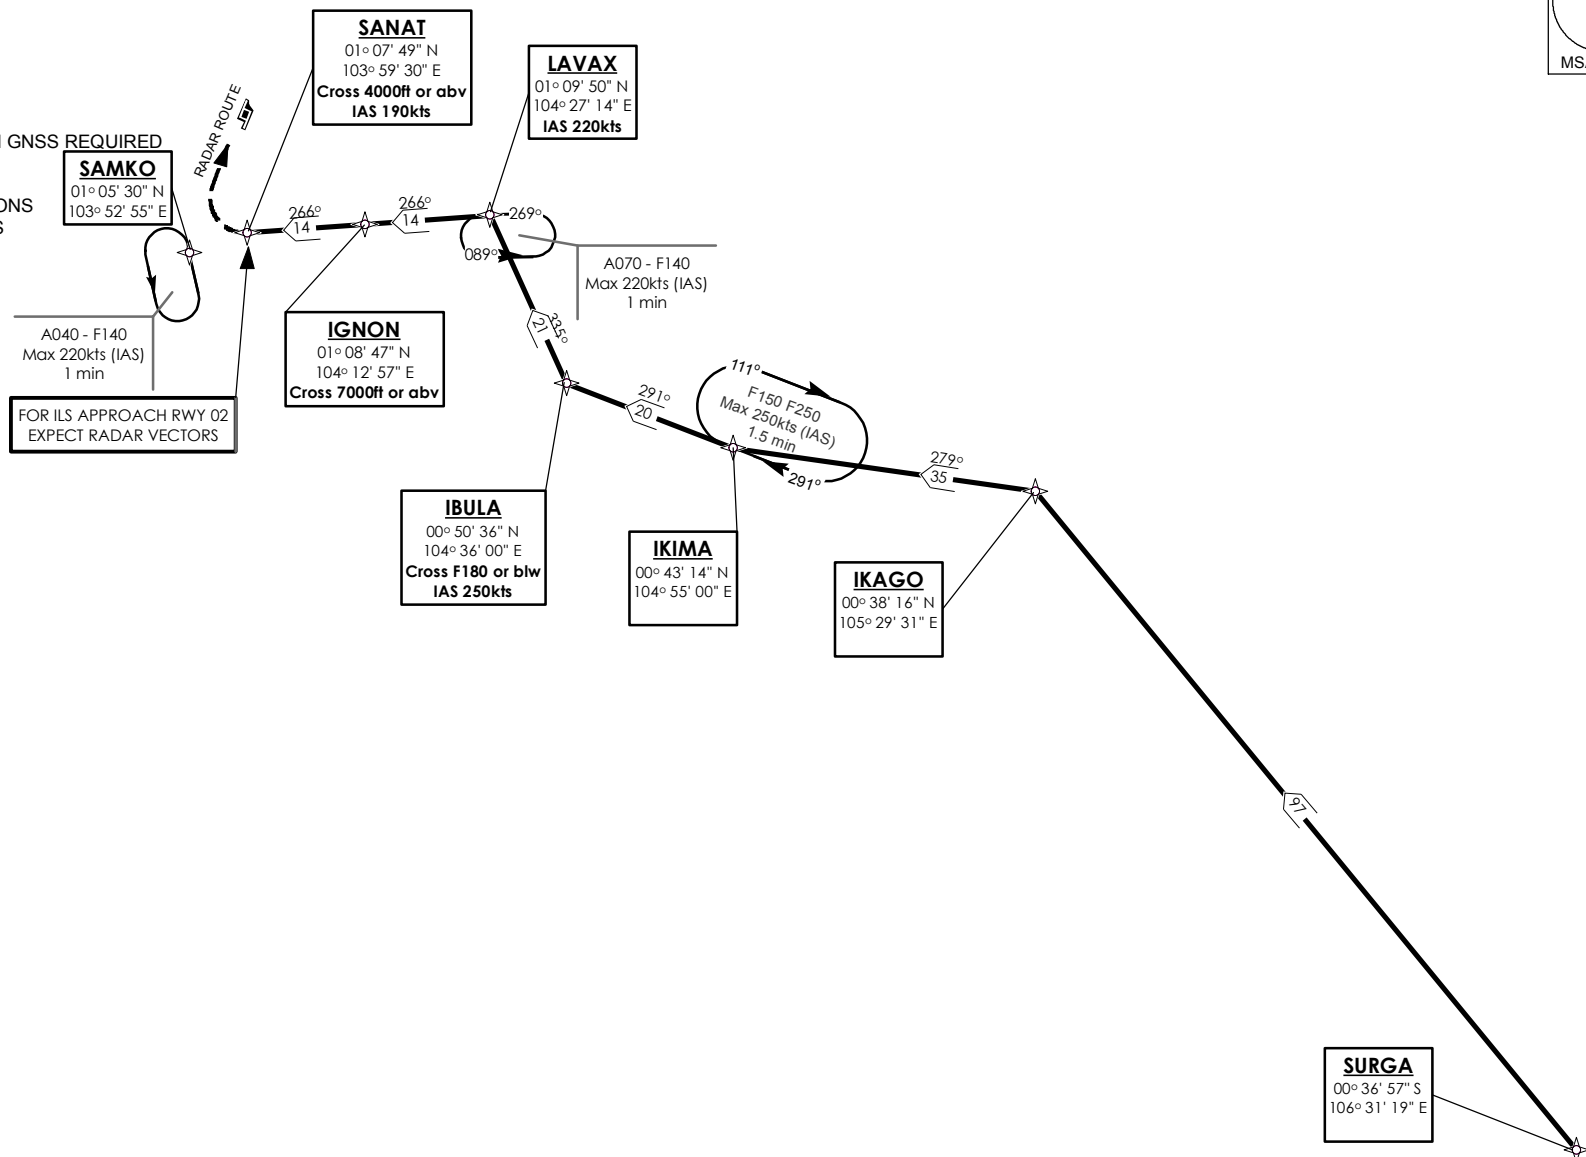 SANAT
01° 07' 49" N
103° 59' 30" E
Cross 4000ft or abv
IAS 190kts
LAVAX
01° 09' 50" N
104° 27' 14" E
IAS 220kts
MSA
RADAR ROUTE
GNSS REQUIRED
SAMKO
01° 05' 30" N
103° 52' 55" E
ONS
S
266°
14
266°
14
269°
089°
A070 - F140
Max 220kts (IAS)
1 min
A040 - F140
Max 220kts (IAS)
1 min
IGNON
01° 08' 47" N
104° 12' 57" E
Cross 7000ft or abv
335°
21
FOR ILS APPROACH RWY 02
EXPECT RADAR VECTORS
291°
20
111°
F150 F250
Max 250kts (IAS)
1.5 min
291°
279°
35
IBULA
00° 50' 36" N
104° 36' 00" E
Cross F180 or blw
IAS 250kts
IKIMA
00° 43' 14" N
104° 55' 00" E
IKAGO
00° 38' 16" N
105° 29' 31" E
97
SURGA
00° 36' 57" S
106° 31' 19" E